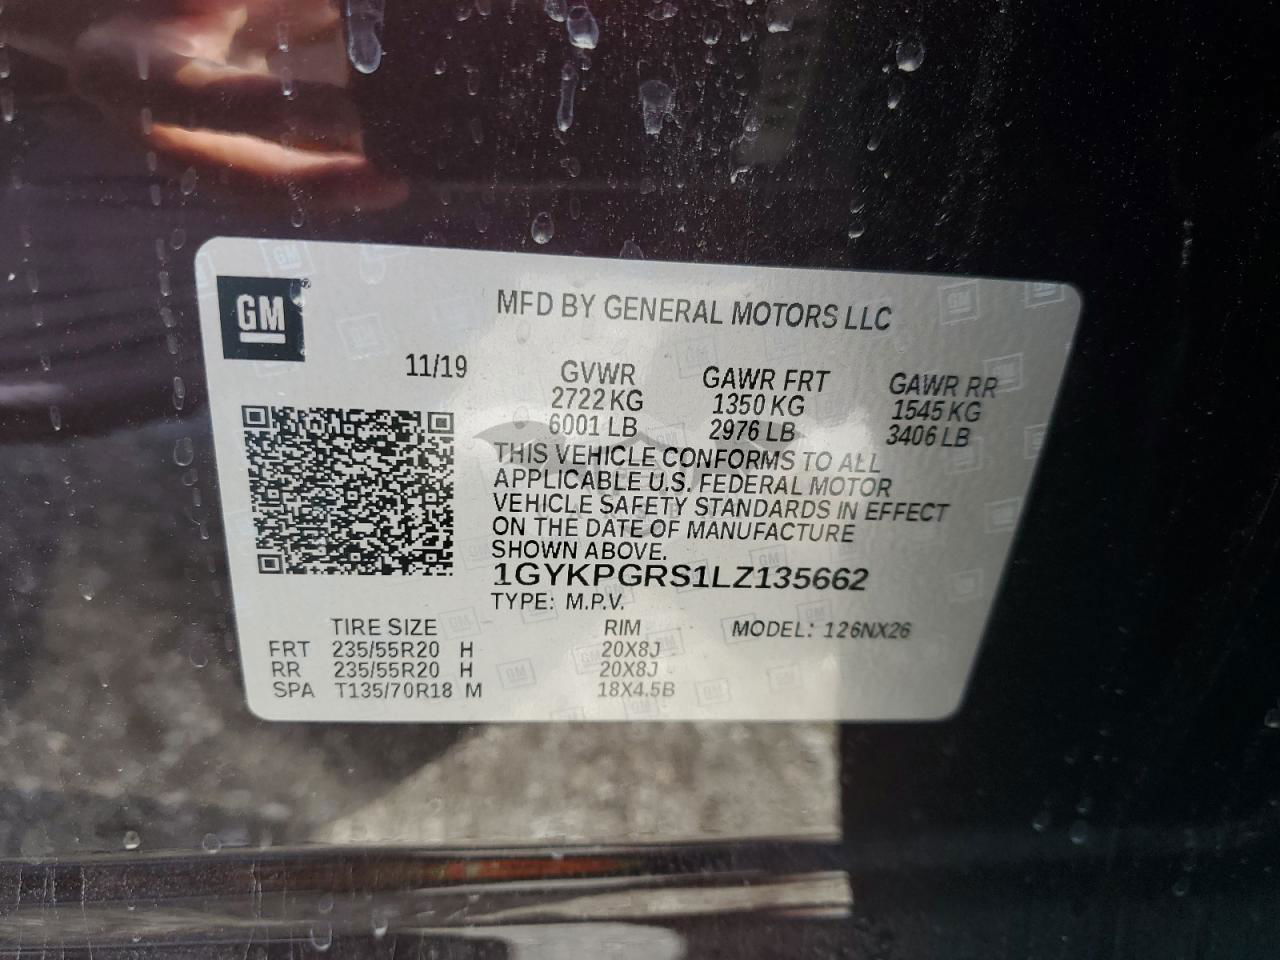 GM
MFD BY GENERAL MOTORS LLC
11/19
GVWR GAWR FRT GAWR RR
2722 KG 1350 KG 1545 KG
6001 LB 2976 LB 3406 LB
THIS VEHICLE CONFORMS TO ALL
APPLICABLE U.S. FEDERAL MOTOR
VEHICLE SAFETY STANDARDS IN EFFECT
ON THE DATE OF MANUFACTURE
SHOWN ABOVE.
1GYKPGRS1LZ135662
TYPE: M.P.V.
TIRE SIZE RIM MODEL: 126NX26
FRT 235/55R20 H 20X8J
RR 235/55R20 H 20X8J
SPA T135/70R18 M 18X4.5B